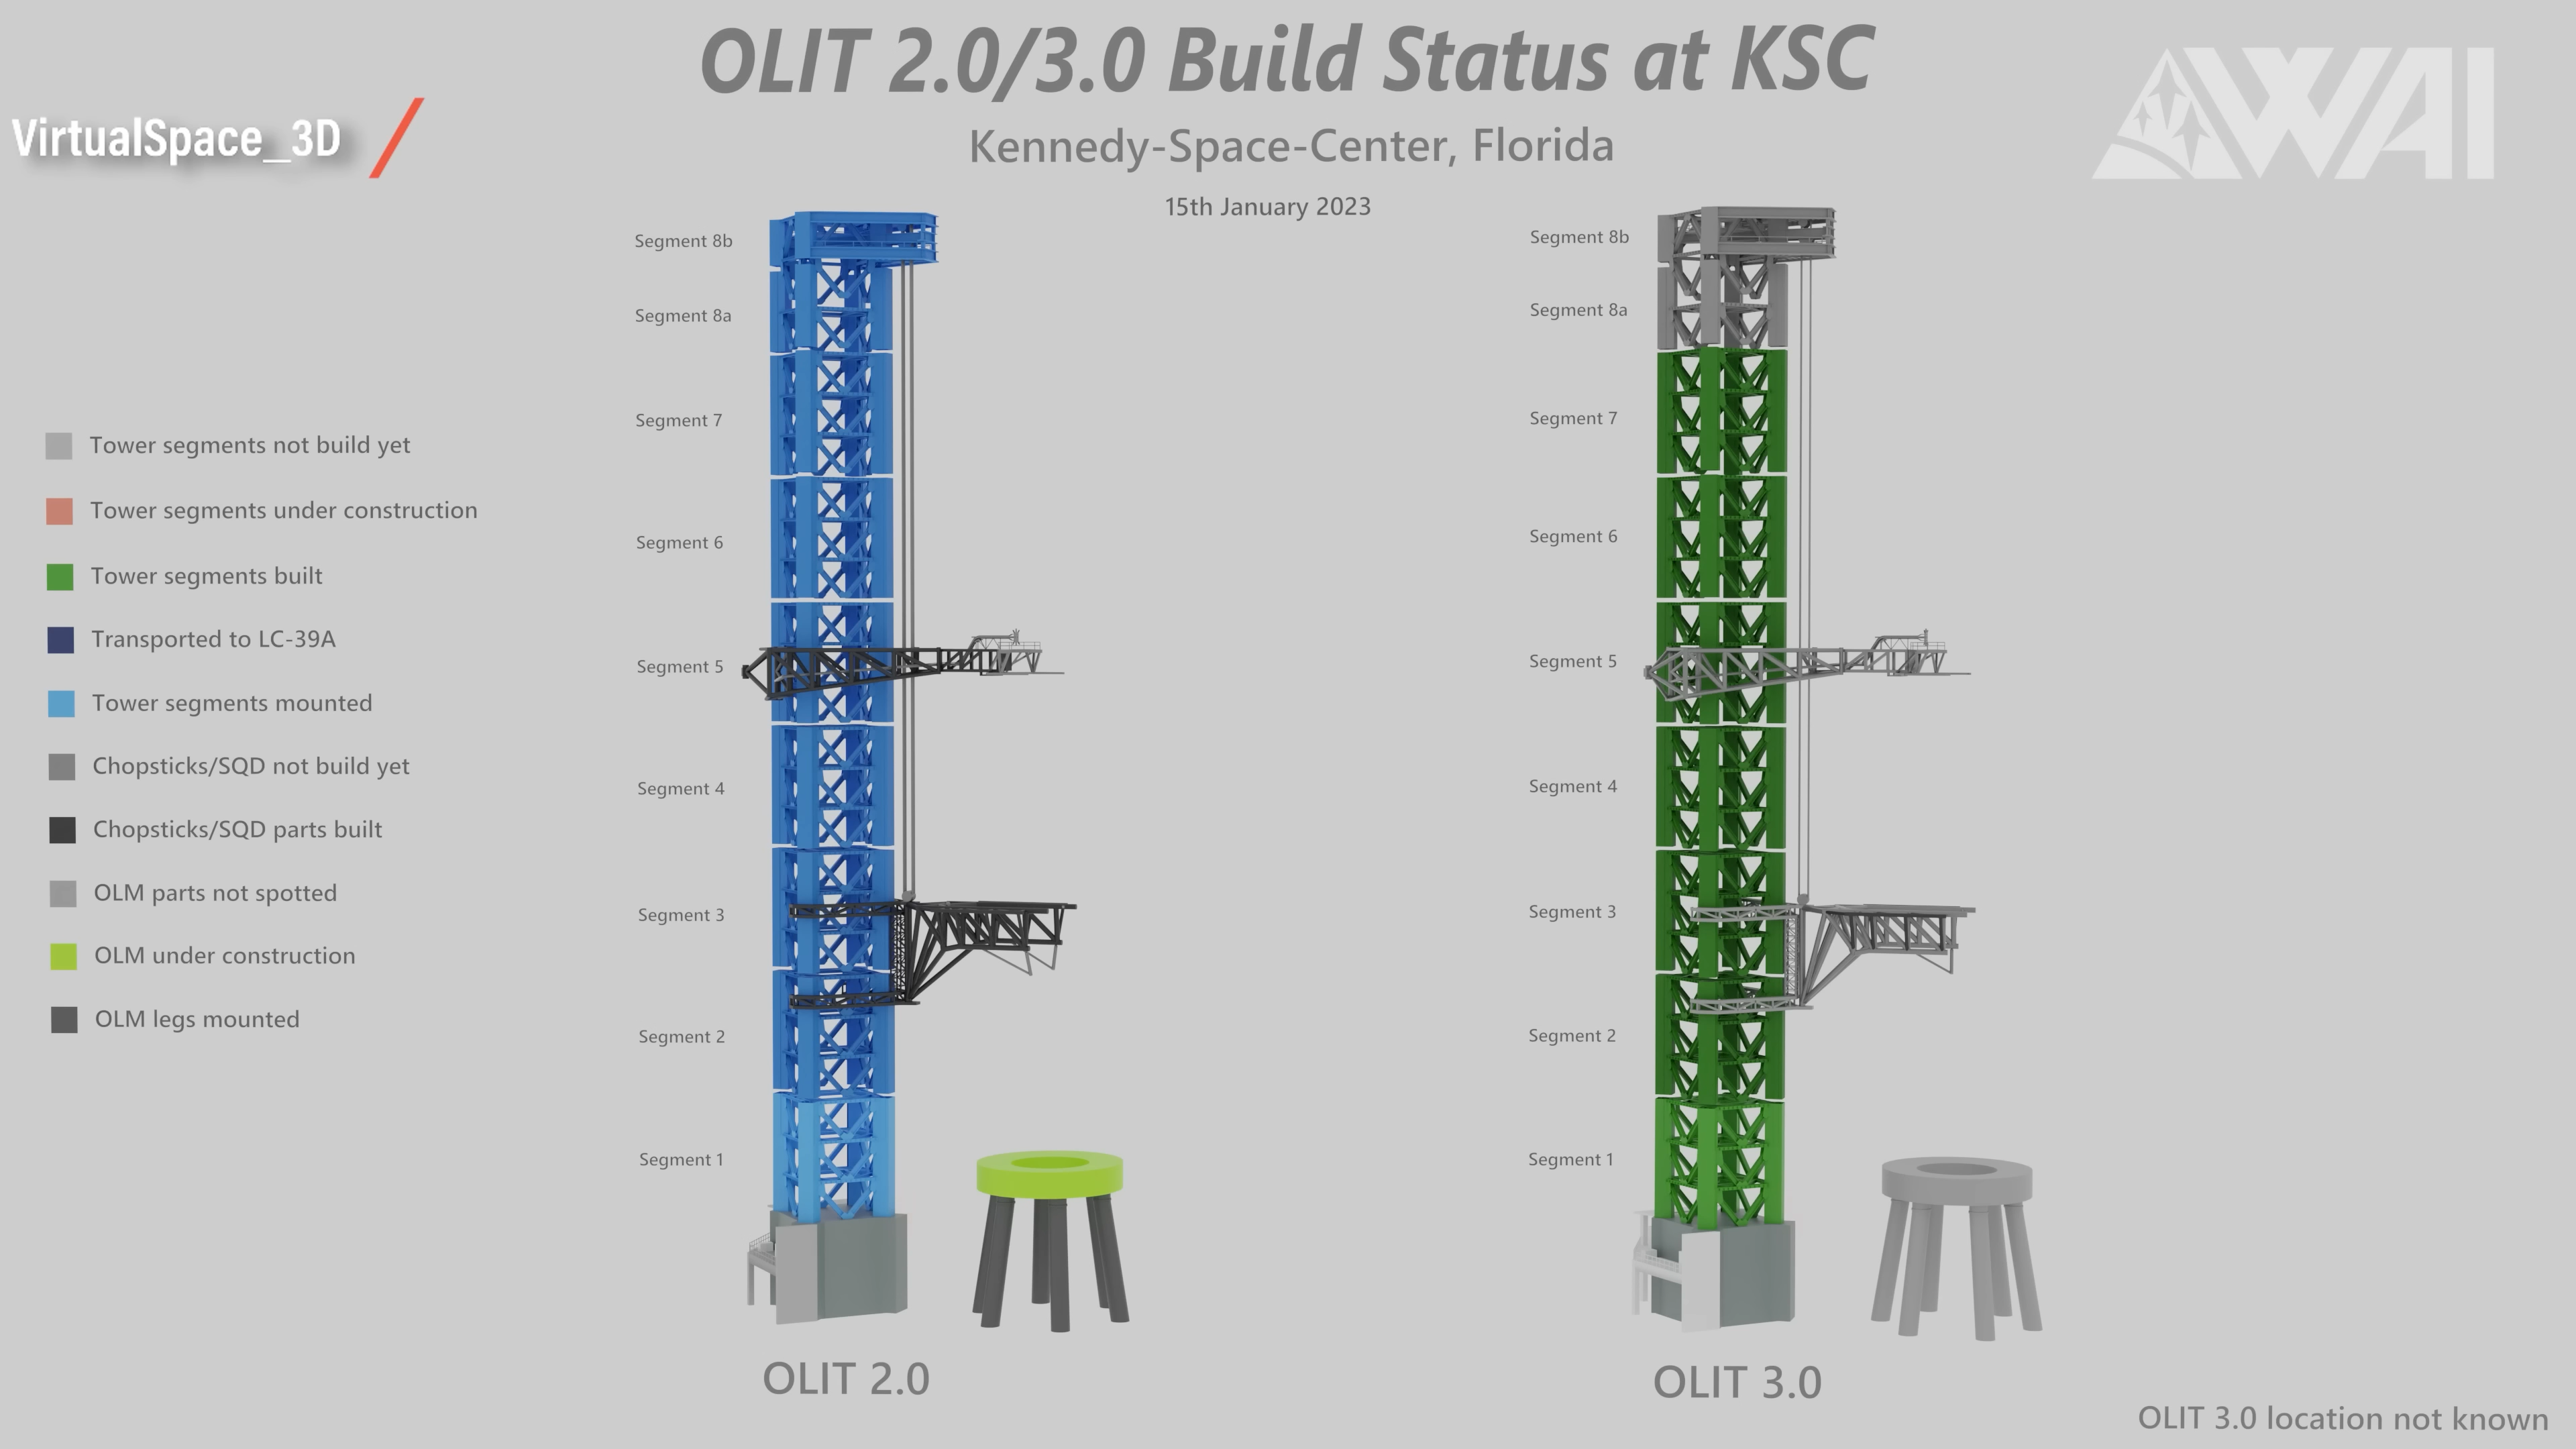 OLIT 2.0/3.0 Build Status at KSC
VirtualSpace_3D
AWAI
Kennedy-Space-Center, Florida
15th January 2023
Tower segments not build yet
Tower segments under construction
Tower segments built
Transported to LC-39A
Tower segments mounted
Chopsticks/SQD not build yet
Chopsticks/SQD parts built
OLM parts not spotted
OLM under construction
OLM legs mounted
Segment 8b
Segment 8a
Segment 7
Segment 6
Segment 5
Segment 4
Segment 3
Segment 2
Segment 1
OLIT 2.0
Segment 8b
Segment 8a
Segment 7
Segment 6
Segment 5
Segment 4
Segment 3
Segment 2
Segment 1
OLIT 3.0
OLIT 3.0 location not known